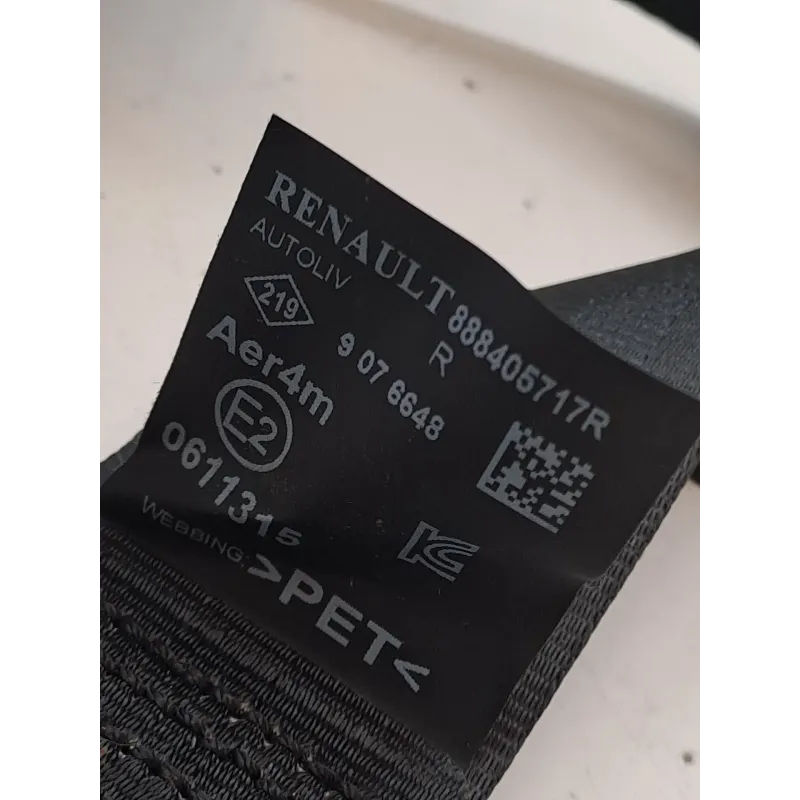 RENAULT 888405717R
AUTOLIV R
219 9 07 6648
Aer4m
E2
0611315
WEBBING:
>PET<